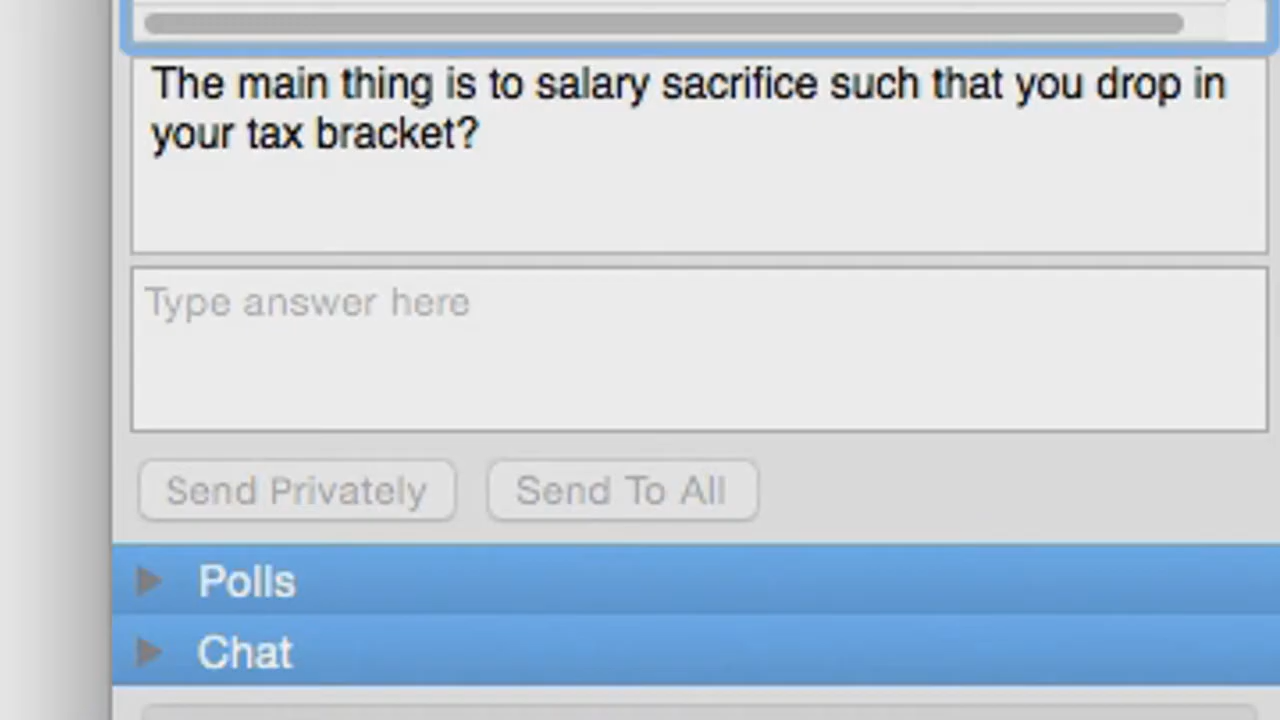 The main thing is to salary sacrifice such that you drop in
your tax bracket?
Type answer here
Send Privately
Send To All
Polls
Chat